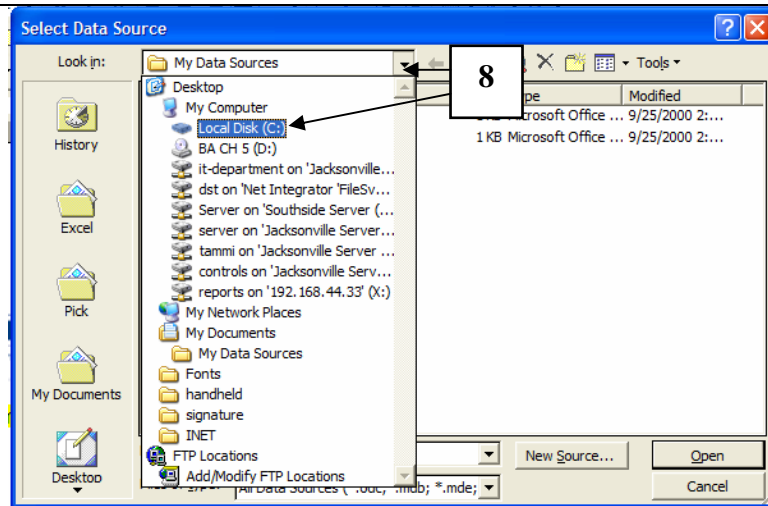 Select Data Source
Look in: My Data Sources
8
Tools
Modified
Microsoft Office ... 9/25/2000 2:...
1 KB Microsoft Office ... 9/25/2000 2:...
Desktop
My Computer
Local Disk (C:)
BA CH 5 (D:)
it-department on 'Jacksonville...
dst on 'Net Integrator 'FileSv...
Server on 'Southside Server (...
server on 'Jacksonville Server...
tammi on 'Jacksonville Server ...
controls on 'Jacksonville Serv...
reports on '192.168.44.33' (X:)
My Network Places
My Documents
My Data Sources
Fonts
handheld
signature
INET
FTP Locations
Add/Modify FTP Locations
History
Excel
Pick
My Documents
Desktop
New Source...
Open
All Data Sources ( *.odc; *.mdb; *.mde;
Cancel